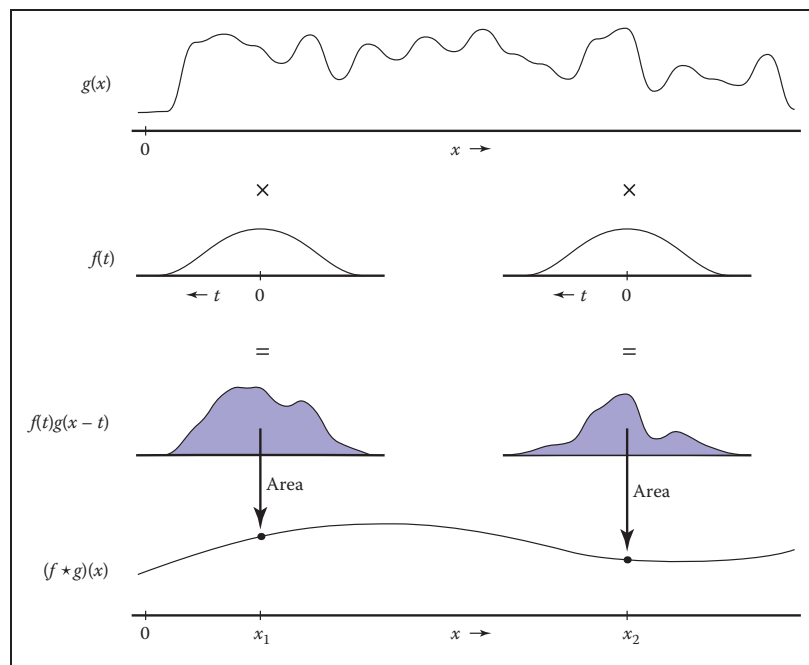 g(x)
0 x →
× ×
f(t)
← t 0 ← t 0
= =
f(t)g(x − t)
Area Area
(f ⋆ g)(x)
0 x₁ x → x₂